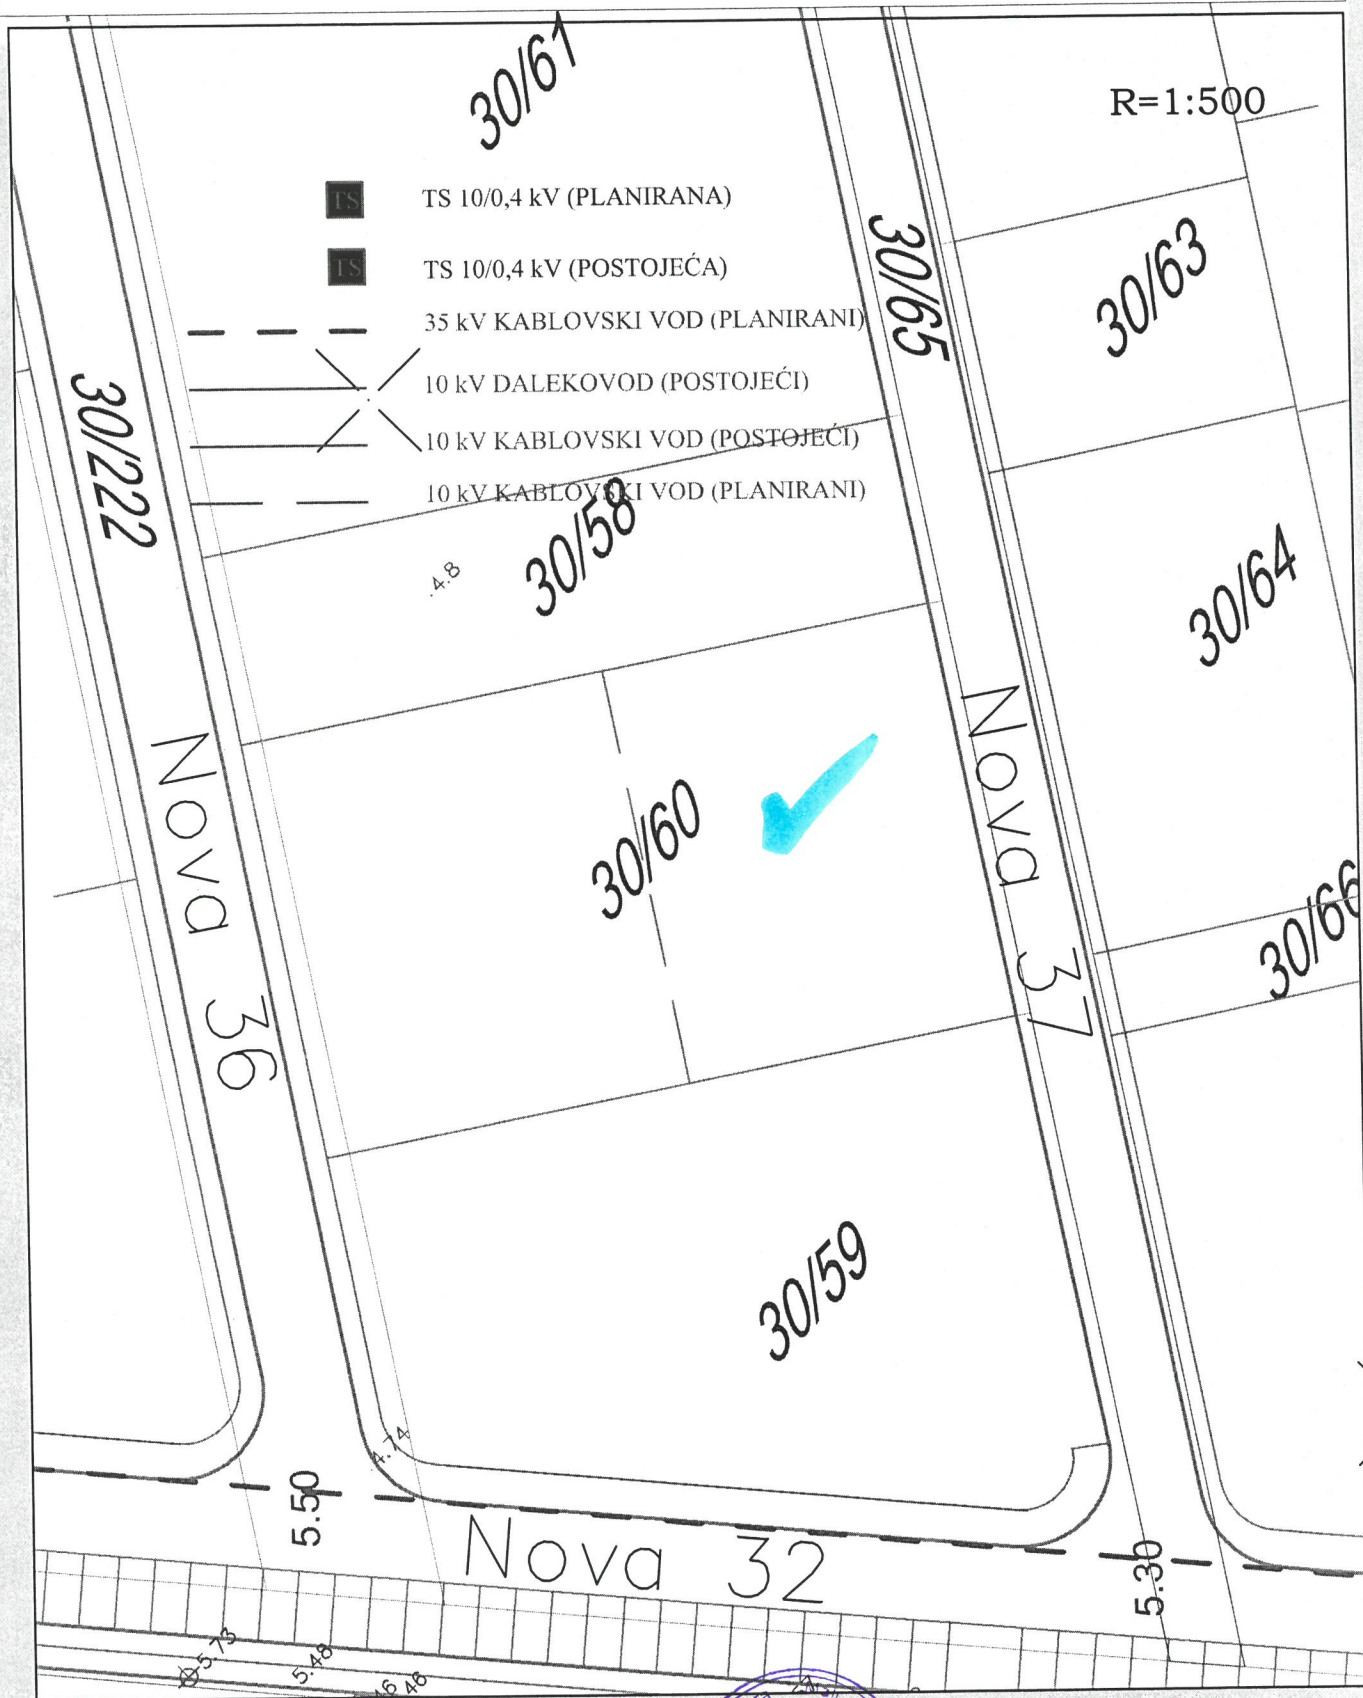 30/61
R=1:500
TS TS 10/0,4 kV (PLANIRANA)
TS TS 10/0,4 kV (POSTOJEĆA)
35 kV KABLOVSKI VOD (PLANIRANI)
10 kV DALEKOVOD (POSTOJEĆI)
10 kV KABLOVSKI VOD (POSTOJEĆI)
10 kV KABLOVSKI VOD (PLANIRANI)
30/65
30/63
30/222
30/58
.4.8
30/64
Nova 36
30/60
Nova 37
30/66
30/59
.4.74
5.50
Nova 32
5.30
5.73
5.48